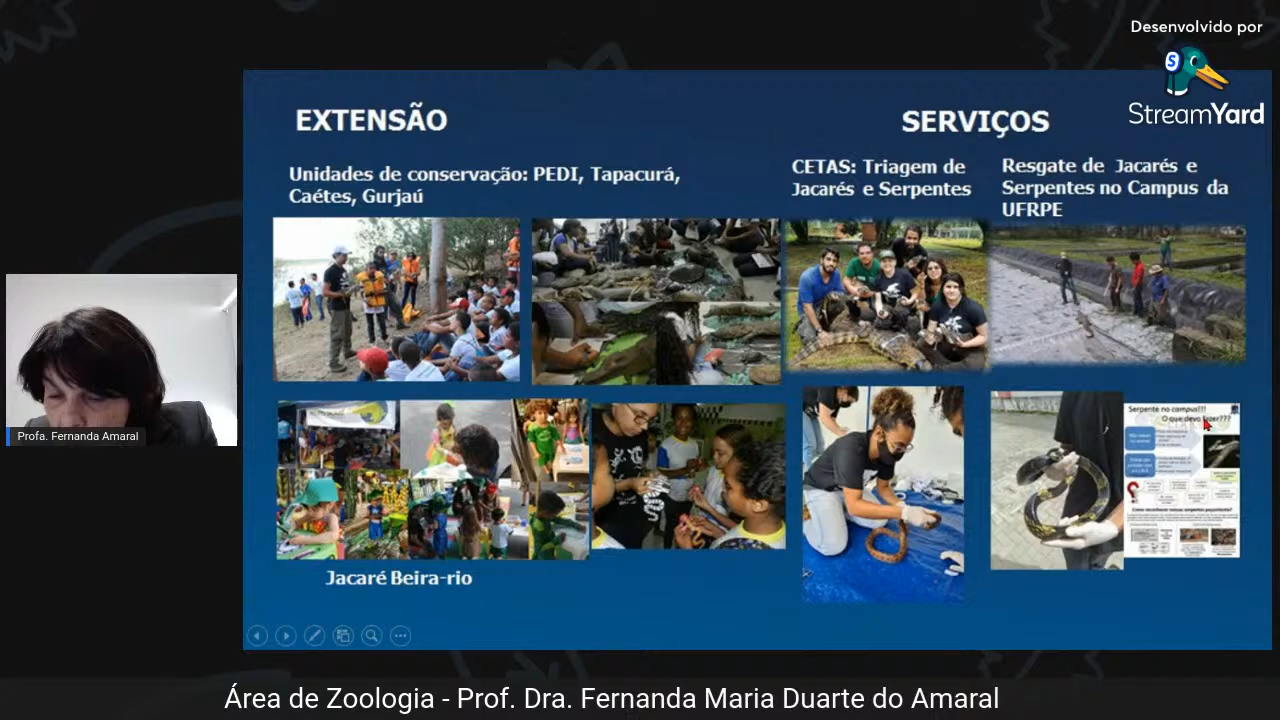 Desenvolvido por
StreamYard
EXTENSÃO
Unidades de conservação: PEDI, Tapacurá,
Caétes, Gurjaú
SERVIÇOS
CETAS: Triagem de
Jacarés e Serpentes
Resgate de Jacarés e
Serpentes no Campus da
UFRPE
Serpente no campus!!!
O que devo fazer???
Jacaré Beira-rio
Profa. Fernanda Amaral
Área de Zoologia - Prof. Dra. Fernanda Maria Duarte do Amaral